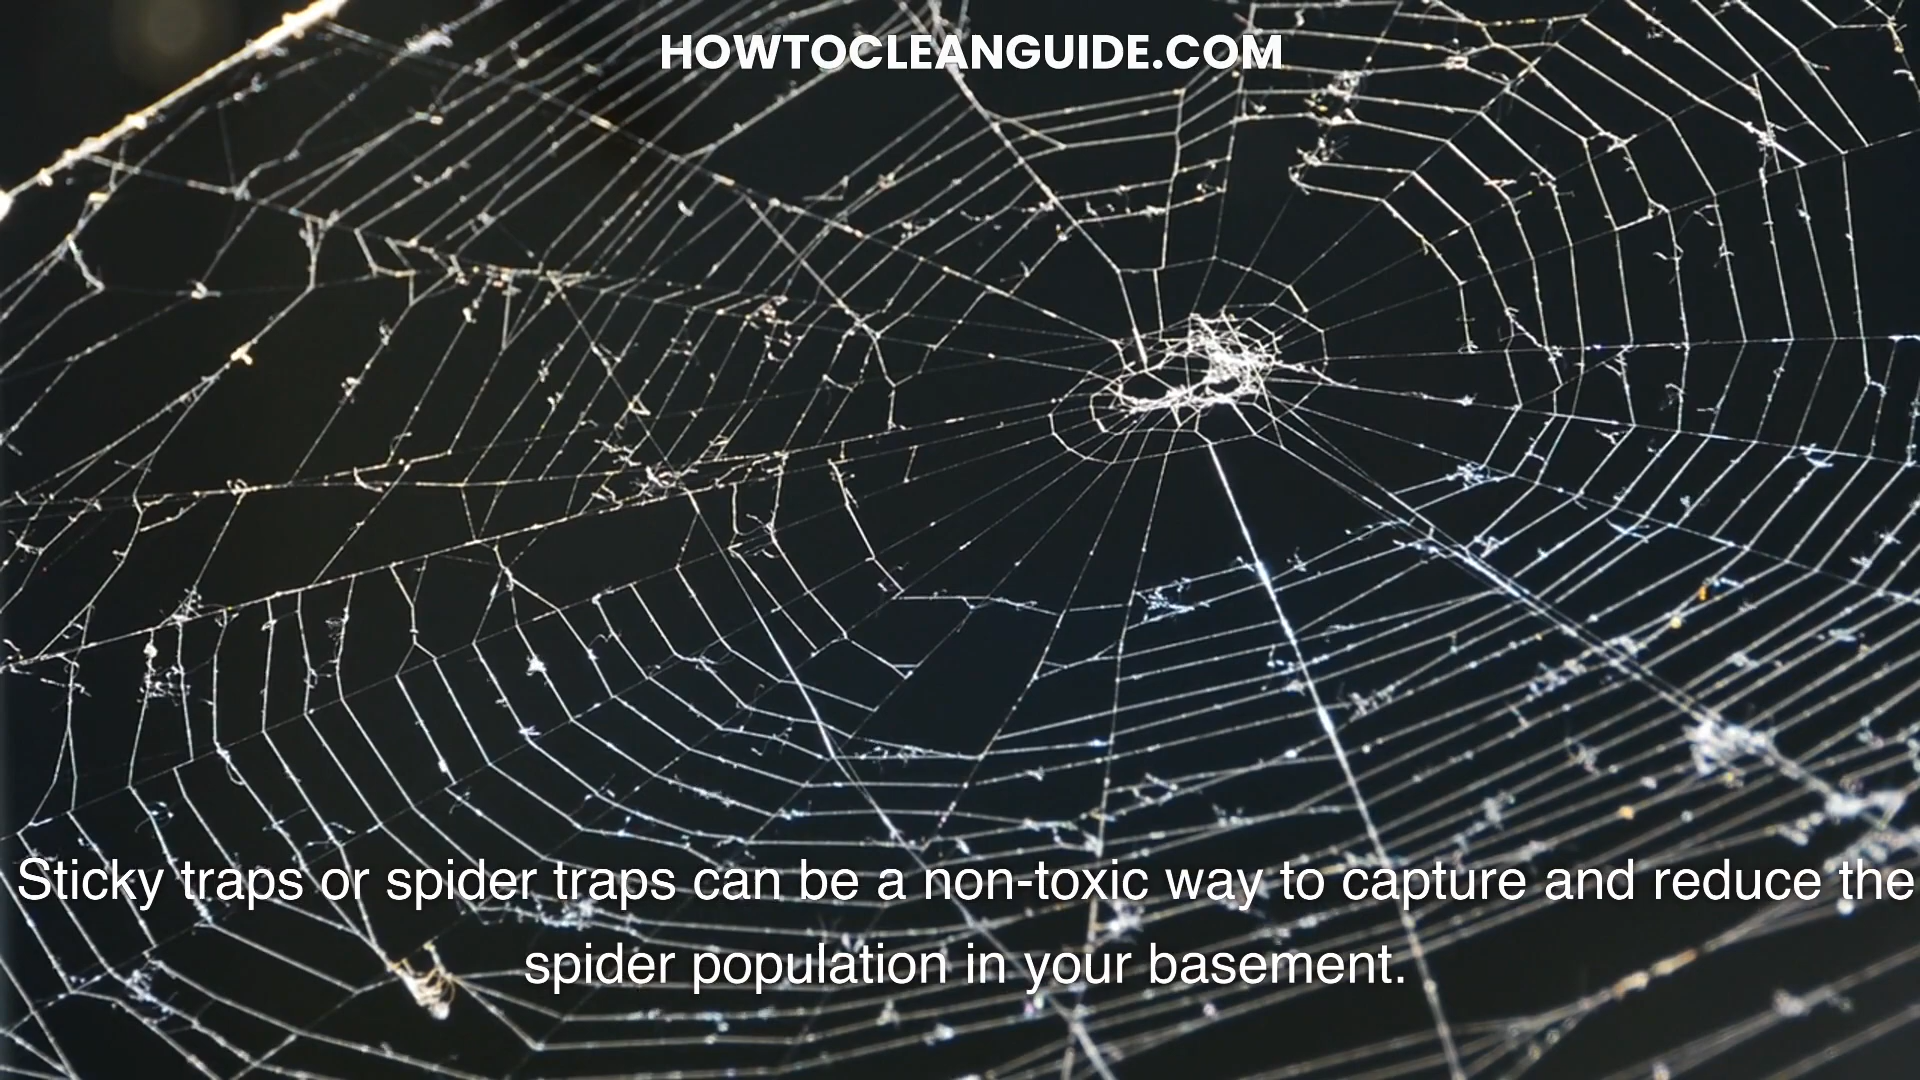 HOWTOCLEANGUIDE.COM
Sticky traps or spider traps can be a non-toxic way to capture and reduce the
spider population in your basement.